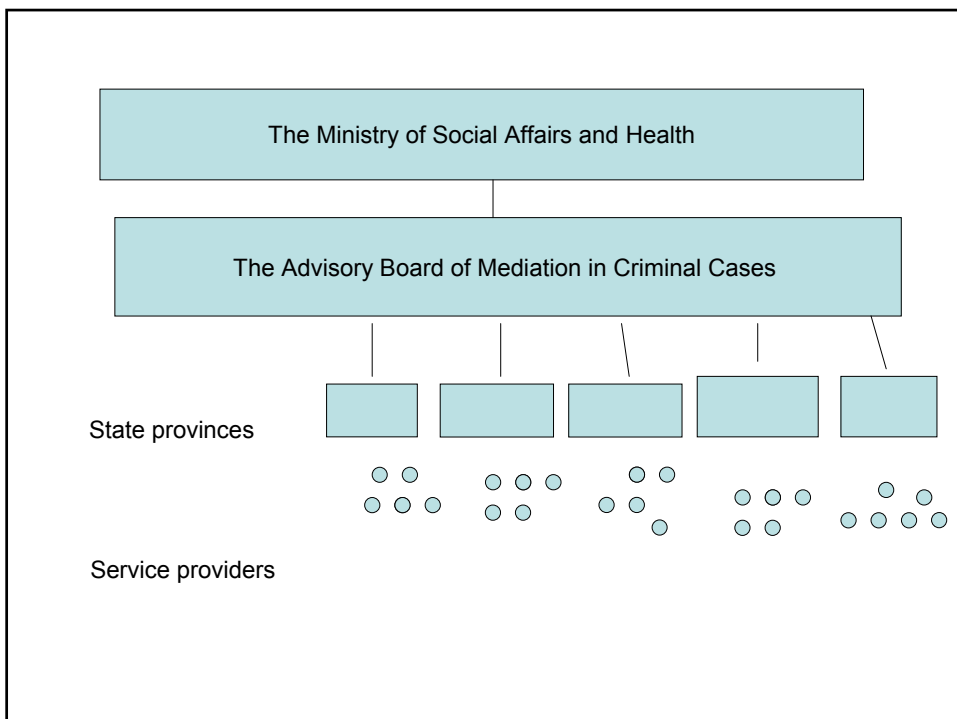 The Ministry of Social Affairs and Health
The Advisory Board of Mediation in Criminal Cases
State provinces
Service providers